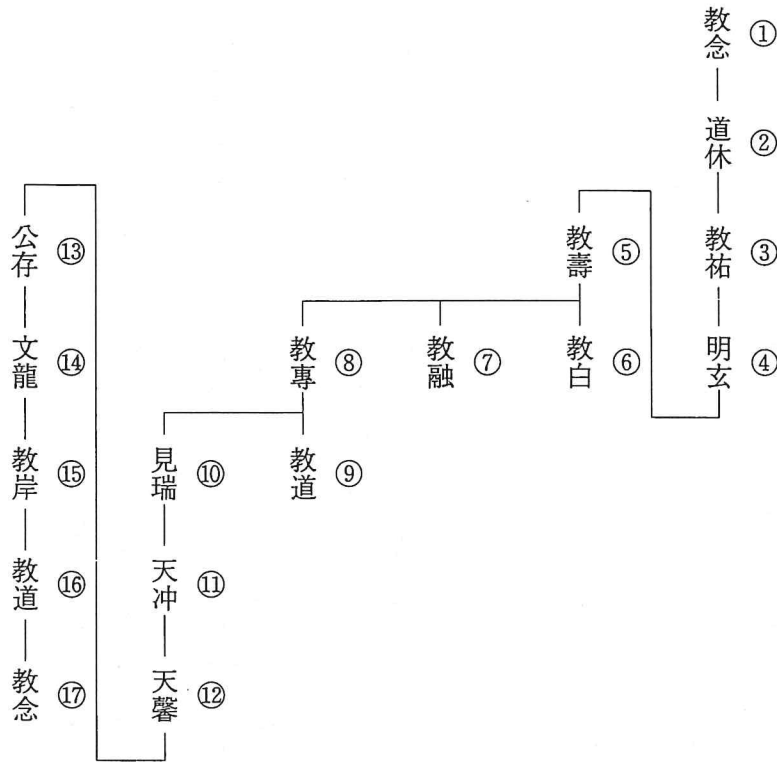 教念 ①
道休 ②
教祐 ③
明玄 ④
教壽 ⑤
教白 ⑥
教融 ⑦
教專 ⑧
教道 ⑨
見瑞 ⑩
天冲 ⑪
天馨 ⑫
公存 ⑬
文龍 ⑭
教岸 ⑮
教道 ⑯
教念 ⑰